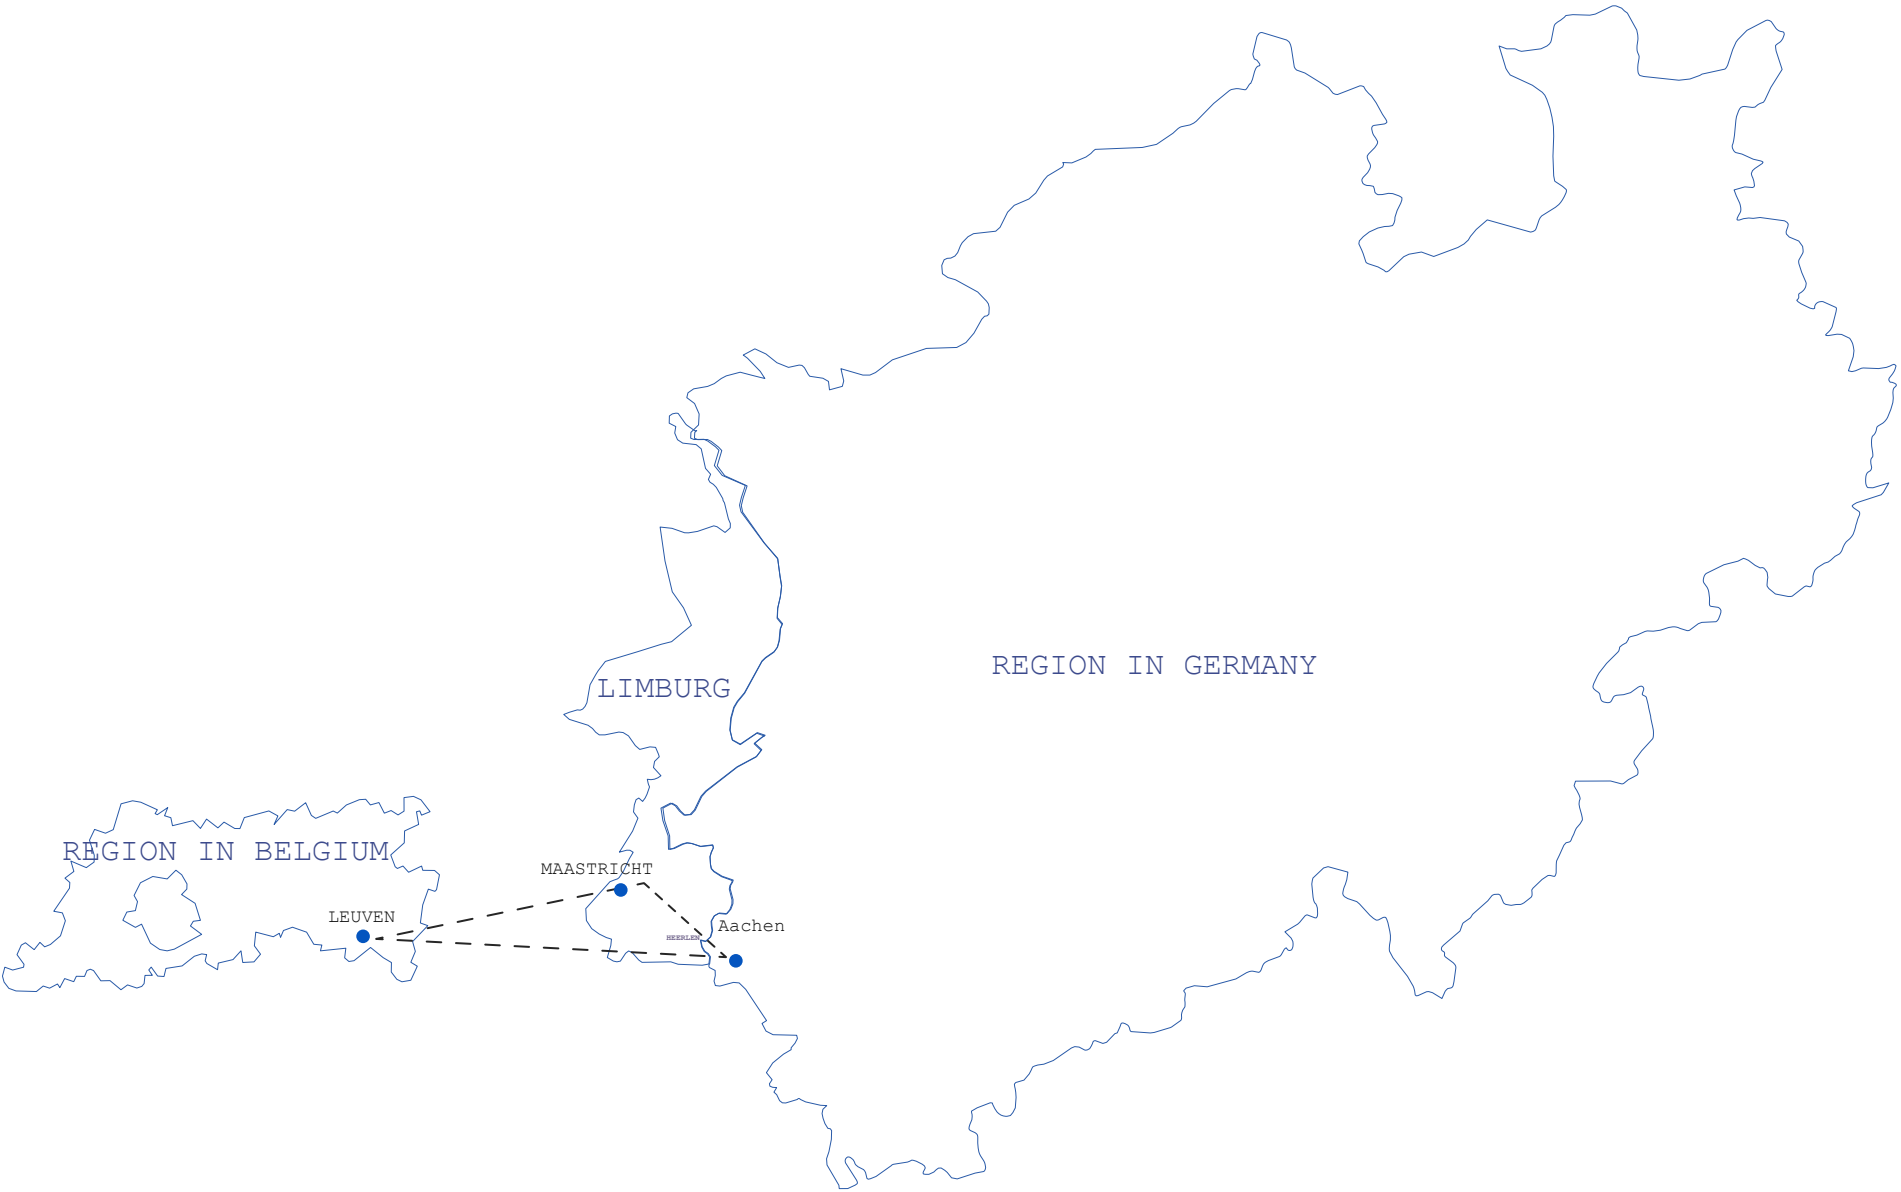 REGION IN GERMANY
LIMBURG
REGION IN BELGIUM
MAASTRICHT
LEUVEN
Aachen
HEERLEN